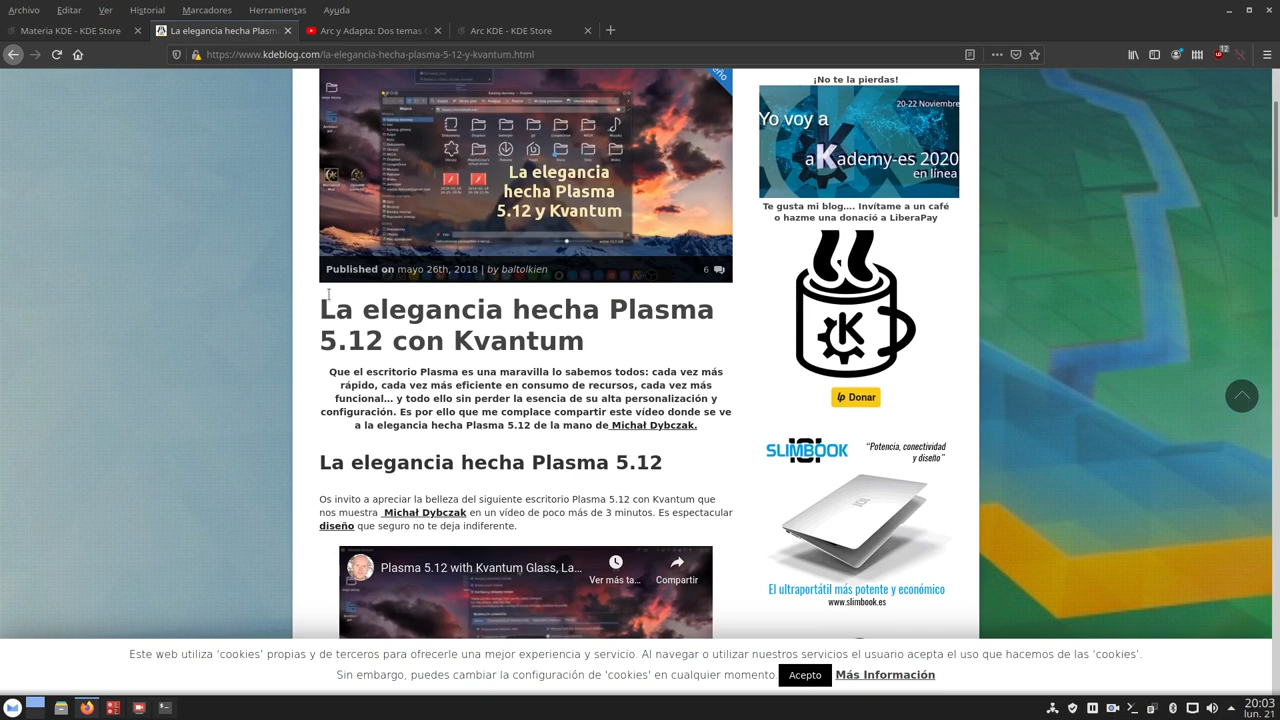 Archivo Editar Ver Historial Marcadores Herramientas Ayuda
Materia KDE - KDE Store
La elegancia hecha Plasm
Arc y Adapta: Dos temas
Arc KDE - KDE Store
https://www.kdeblog.com/la-elegancia-hecha-plasma-5-12-y-kvantum.html
12
La elegancia
hecha Plasma
5.12 y Kvantum
Published on mayo 26th, 2018 | by baltolkien
6
La elegancia hecha Plasma
5.12 con Kvantum
Que el escritorio Plasma es una maravilla lo sabemos todos: cada vez más
rápido, cada vez más eficiente en consumo de recursos, cada vez más
funcional… y todo ello sin perder la esencia de su alta personalización y
configuración. Es por ello que me complace compartir este vídeo donde se ve
a la elegancia hecha Plasma 5.12 de la mano de Michał Dybczak.
La elegancia hecha Plasma 5.12
Os invito a apreciar la belleza del siguiente escritorio Plasma 5.12 con Kvantum que
nos muestra Michał Dybczak en un vídeo de poco más de 3 minutos. Es espectacular
diseño que seguro no te deja indiferente.
Plasma 5.12 with Kvantum Glass, La...
Ver más ta...
Compartir
¡No te la pierdas!
20-22 Noviembre
Yo voy a
aKademy-es 2020
en línea
Te gusta mi blog…. Invítame a un café
o hazme una donació a LiberaPay
K
lp Donar
SLIMBOOK
“Potencia, conectividad
y diseño”
El ultraportátil más potente y económico
www.slimbook.es
Este web utiliza 'cookies' propias y de terceros para ofrecerle una mejor experiencia y servicio. Al navegar o utilizar nuestros servicios el usuario acepta el uso que hacemos de las 'cookies'.
Sin embargo, puedes cambiar la configuración de 'cookies' en cualquier momento. Acepto Más Información
20:03
lun. 21